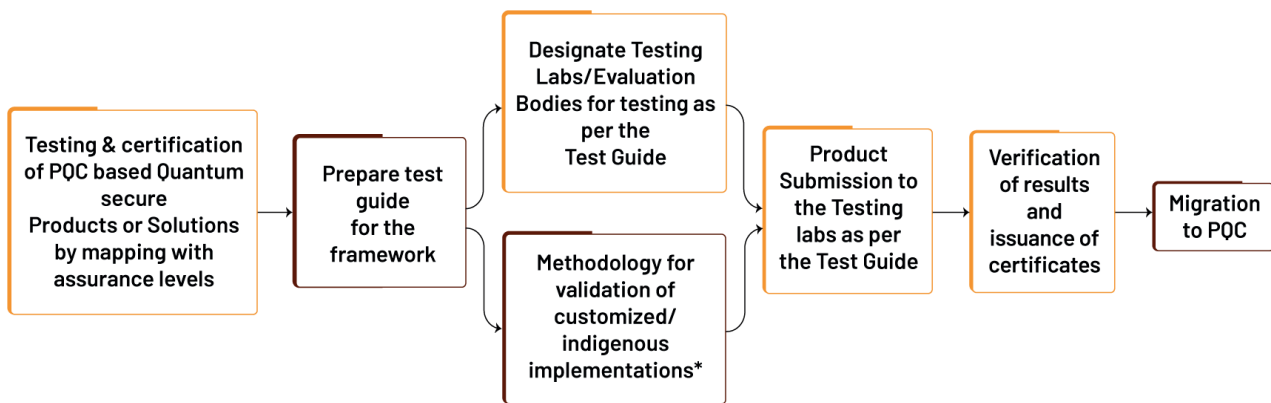 Testing & certification
of PQC based Quantum
secure
Products or Solutions
by mapping with
assurance levels
Prepare test
guide
for the
framework
Designate Testing
Labs/Evaluation
Bodies for testing as
per the
Test Guide
Methodology for
validation of
customized/
indigenous
implementations*
Product
Submission to
the Testing
labs as per
the Test Guide
Verification
of results
and
issuance of
certificates
Migration
to PQC